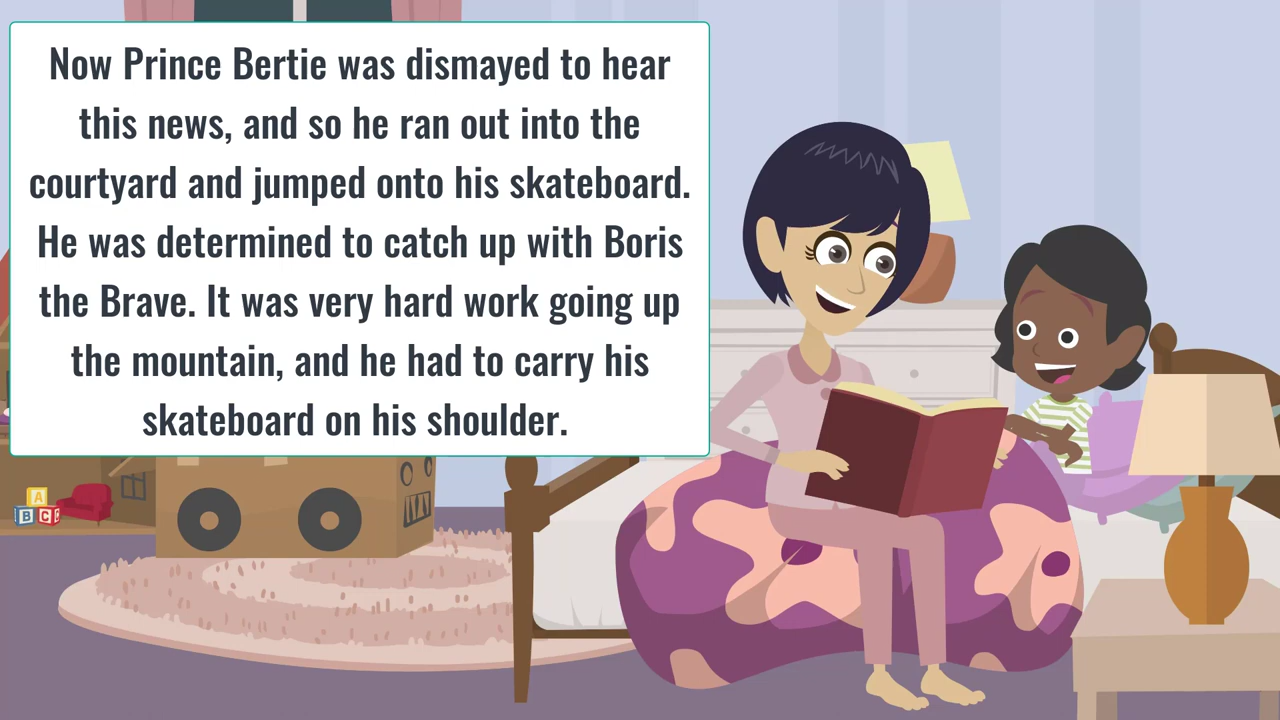 Now Prince Bertie was dismayed to hear
this news, and so he ran out into the
courtyard and jumped onto his skateboard.
He was determined to catch up with Boris
the Brave. It was very hard work going up
the mountain, and he had to carry his
skateboard on his shoulder.
A
B C